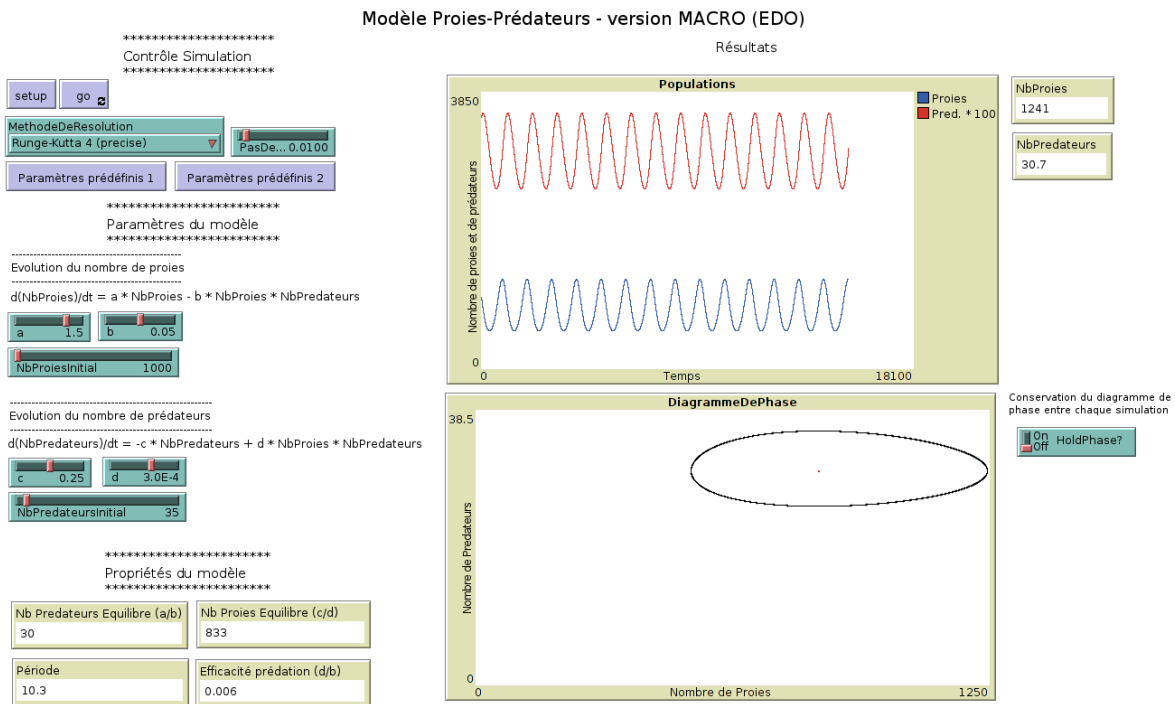 Modèle Proies-Prédateurs - version MACRO (EDO)
*********************
Contrôle Simulation
*********************
setup
go
MethodeDeResolution
Runge-Kutta 4 (precise)
PasDe... 0.0100
Paramètres prédéfinis 1
Paramètres prédéfinis 2
************************
Paramètres du modèle
************************
-----------------------------------------------
Evolution du nombre de proies
-----------------------------------------------
d(NbProies)/dt = a * NbProies - b * NbProies * NbPredateurs
a 1.5
b 0.05
NbProiesInitial 1000
--------------------------------------------------------
Evolution du nombre de prédateurs
--------------------------------------------------------
d(NbPredateurs)/dt = -c * NbPredateurs + d * NbProies * NbPredateurs
c 0.25
d 3.0E-4
NbPredateursInitial 35
***********************
Propriétés du modèle
***********************
Nb Predateurs Equilibre (a/b)
30
Nb Proies Equilibre (c/d)
833
Période
10.3
Efficacité prédation (d/b)
0.006
Résultats
Populations
3850
Nombre de proies et de prédateurs
0
0
Temps
18100
Proies
Pred. * 100
NbProies
1241
NbPredateurs
30.7
DiagrammeDePhase
38.5
Nombre de Predateurs
0
0
Nombre de Proies
1250
Conservation du diagramme de
phase entre chaque simulation
On
Off
HoldPhase?